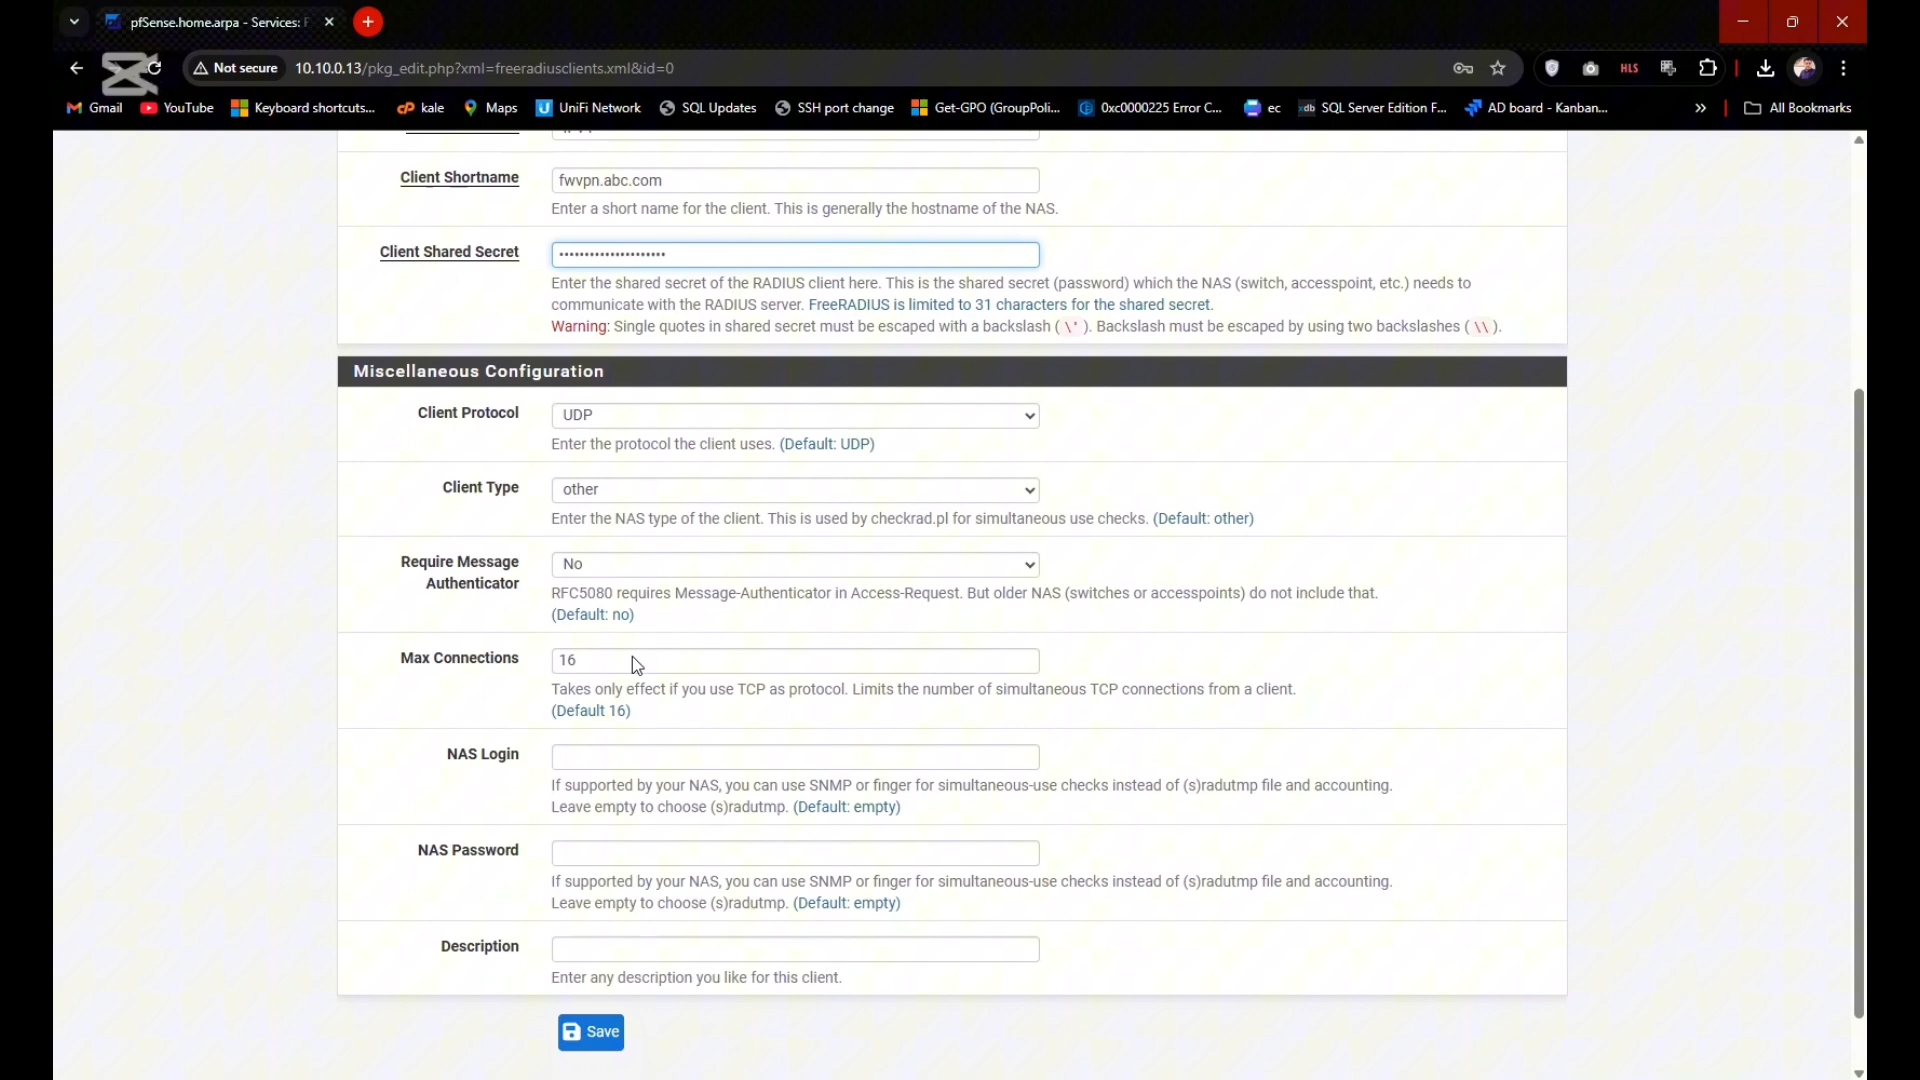 pfSense.home.arpa - Services: F
Not secure
10.10.0.13/pkg_edit.php?xml=freeradiusclients.xml&id=0
HLS
Gmail
YouTube
Keyboard shortcuts...
kale
Maps
UniFi Network
SQL Updates
SSH port change
Get-GPO (GroupPoli...
0xc0000225 Error C...
ec
SQL Server Edition F...
AD board - Kanban...
»
All Bookmarks
Client Shortname
fwvpn.abc.com
Enter a short name for the client. This is generally the hostname of the NAS.
Client Shared Secret
•••••••••••••••••••••
Enter the shared secret of the RADIUS client here. This is the shared secret (password) which the NAS (switch, accesspoint, etc.) needs to
communicate with the RADIUS server. FreeRADIUS is limited to 31 characters for the shared secret.
Warning: Single quotes in shared secret must be escaped with a backslash ( \' ). Backslash must be escaped by using two backslashes ( \\ ).
Miscellaneous Configuration
Client Protocol
UDP
Enter the protocol the client uses. (Default: UDP)
Client Type
other
Enter the NAS type of the client. This is used by checkrad.pl for simultaneous use checks. (Default: other)
Require Message
Authenticator
No
RFC5080 requires Message-Authenticator in Access-Request. But older NAS (switches or accesspoints) do not include that.
(Default: no)
Max Connections
16
Takes only effect if you use TCP as protocol. Limits the number of simultaneous TCP connections from a client.
(Default 16)
NAS Login
If supported by your NAS, you can use SNMP or finger for simultaneous-use checks instead of (s)radutmp file and accounting.
Leave empty to choose (s)radutmp. (Default: empty)
NAS Password
If supported by your NAS, you can use SNMP or finger for simultaneous-use checks instead of (s)radutmp file and accounting.
Leave empty to choose (s)radutmp. (Default: empty)
Description
Enter any description you like for this client.
Save